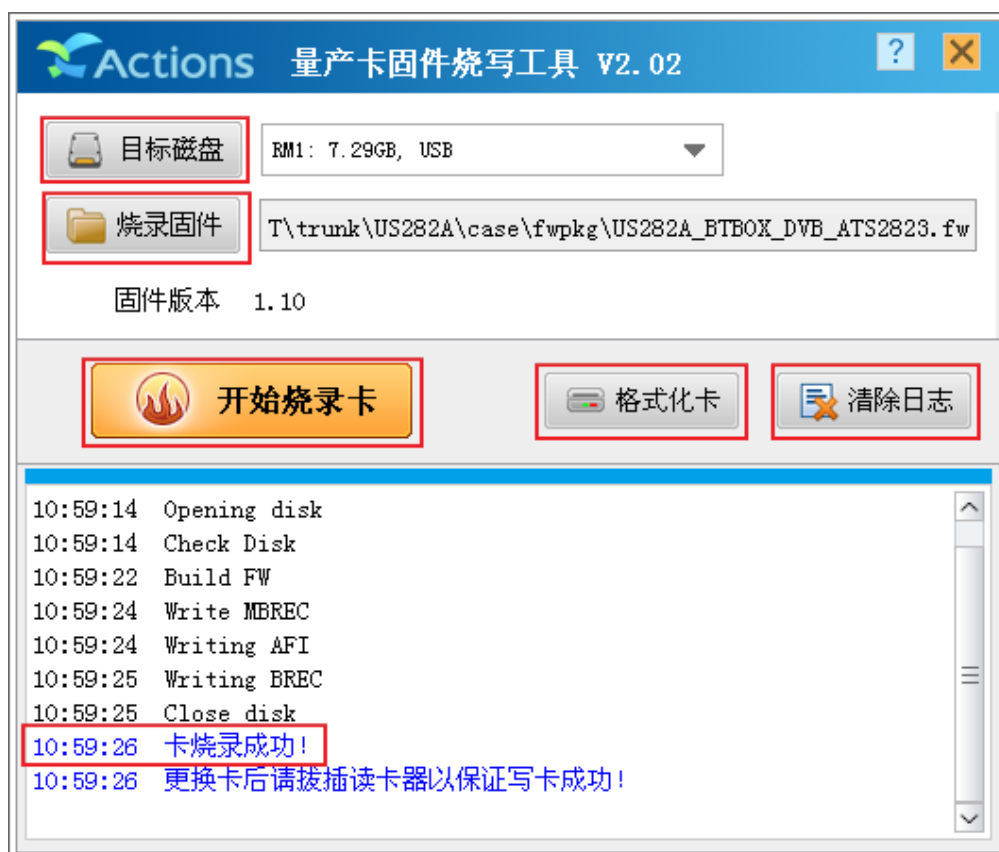 Actions 量产卡固件烧写工具 V2.02 ?
目标磁盘 RM1: 7.29GB, USB
烧录固件 T\trunk\US282A\case\fwpkg\US282A_BTBOX_DVB_ATS2823.fw
固件版本 1.10
开始烧录卡 格式化卡 清除日志
10:59:14 Opening disk
10:59:14 Check Disk
10:59:22 Build FW
10:59:24 Write MBREC
10:59:24 Writing AFI
10:59:25 Writing BREC
10:59:25 Close disk
10:59:26 卡烧录成功!
10:59:26 更换卡后请拔插读卡器以保证写卡成功!